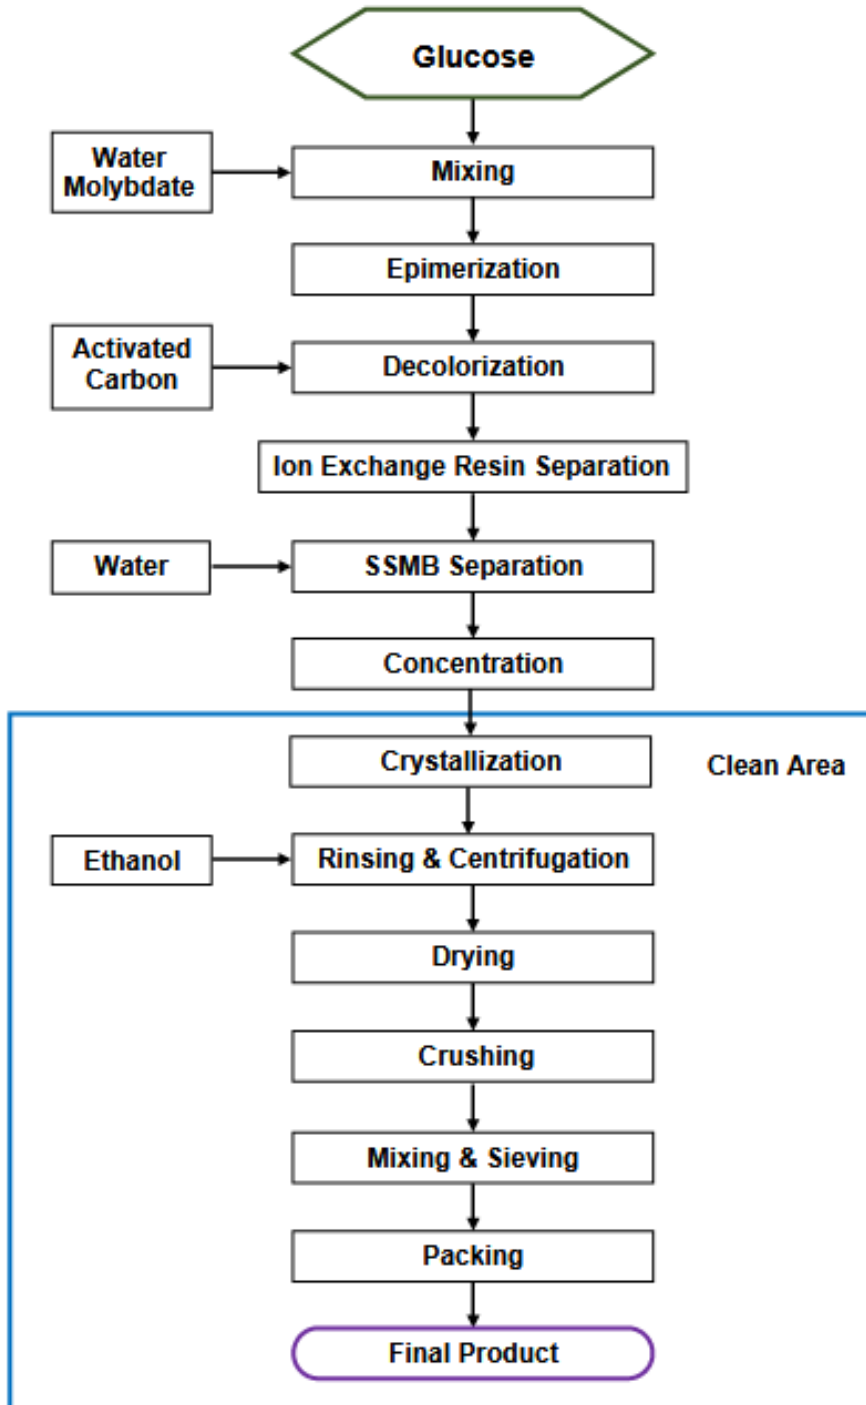 Glucose
Water
Molybdate
Mixing
Epimerization
Activated
Carbon
Decolorization
Ion Exchange Resin Separation
Water
SSMB Separation
Concentration
Crystallization
Clean Area
Ethanol
Rinsing & Centrifugation
Drying
Crushing
Mixing & Sieving
Packing
Final Product